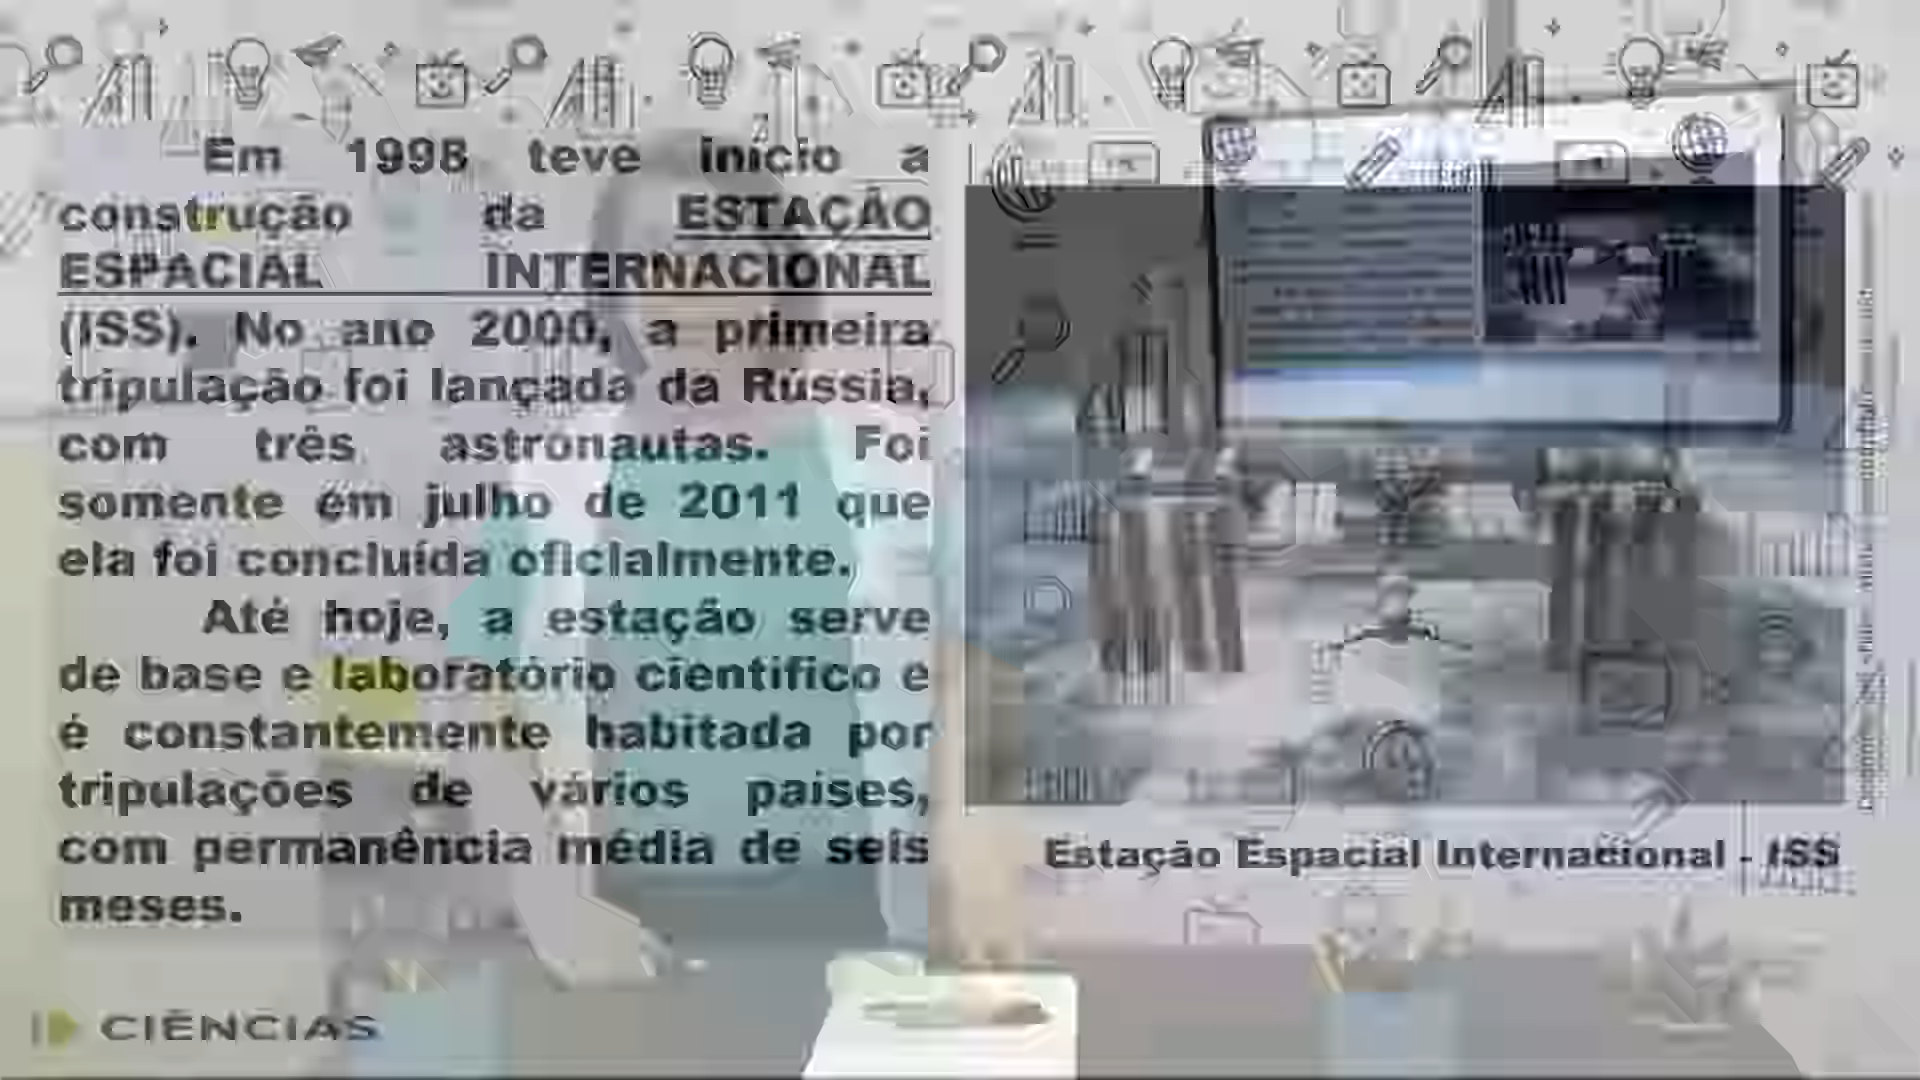 Em 1998 teve início a
construção da ESTAÇÃO
ESPACIAL INTERNACIONAL
(ISS). No ano 2000, a primeira
tripulação foi lançada da Rússia,
com três astronautas. Foi
somente em julho de 2011 que
ela foi concluída oficialmente.
Até hoje, a estação serve
de base e laboratório científico e
é constantemente habitada por
tripulações de vários países,
com permanência média de seis
meses.
Estação Espacial Internacional - ISS
CIÊNCIAS